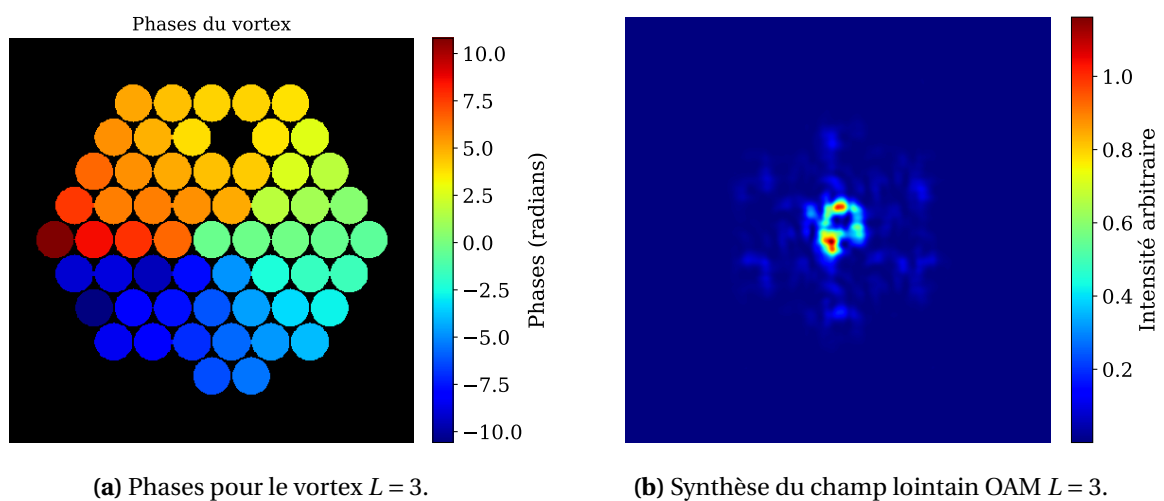 Phases du vortex
10.0
7.5
5.0
2.5
0.0
−2.5
−5.0
−7.5
−10.0
Phases (radians)
1.0
0.8
0.6
0.4
0.2
Intensité arbitraire
(a) Phases pour le vortex L = 3.
(b) Synthèse du champ lointain OAM L = 3.